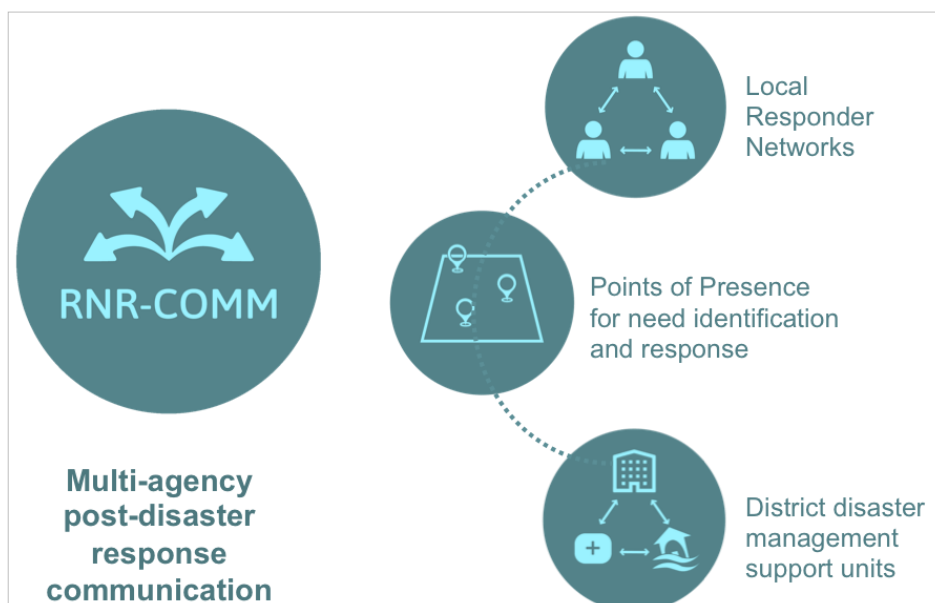 RNR-COMM
Multi-agency
post-disaster
response
communication
Local
Responder
Networks
Points of Presence
for need identification
and response
District disaster
management
support units